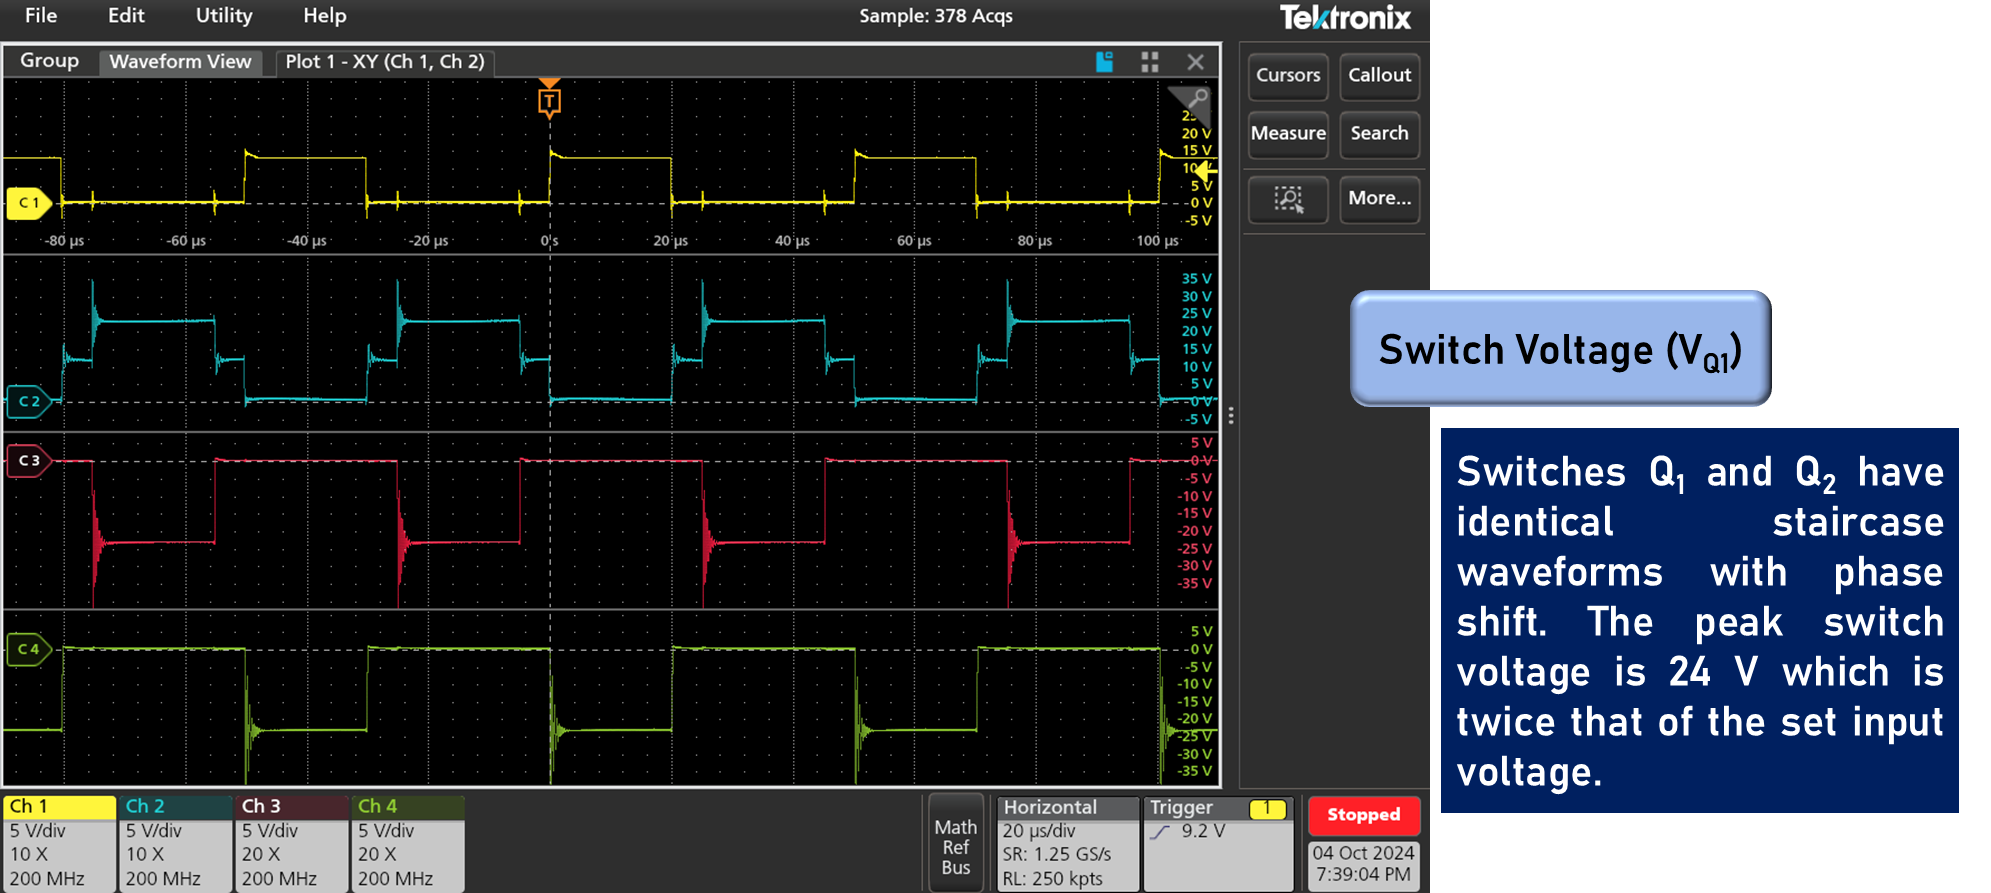 File Edit Utility Help Sample: 378 Acqs Tektronix
Group Waveform View Plot 1 - XY (Ch 1, Ch 2)
Cursors Callout
Measure Search
More...
T
20 V
15 V
10 V
5 V
0 V
-5 V
C 1
-80 µs -60 µs -40 µs -20 µs 0 s 20 µs 40 µs 60 µs 80 µs 100 µs
35 V
30 V
25 V
20 V
15 V
10 V
5 V
0 V
-5 V
C 2
5 V
0 V
-5 V
-10 V
-15 V
-20 V
-25 V
-30 V
-35 V
C 3
5 V
0 V
-5 V
-10 V
-15 V
-20 V
-25 V
-30 V
-35 V
C 4
Switch Voltage (VQ1)
Switches Q1 and Q2 have
identical staircase
waveforms with phase
shift. The peak switch
voltage is 24 V which is
twice that of the set input
voltage.
Ch 1
5 V/div
10 X
200 MHz
Ch 2
5 V/div
10 X
200 MHz
Ch 3
5 V/div
20 X
200 MHz
Ch 4
5 V/div
20 X
200 MHz
Math
Ref
Bus
Horizontal
20 µs/div
SR: 1.25 GS/s
RL: 250 kpts
Trigger 1
9.2 V
Stopped
04 Oct 2024
7:39:04 PM